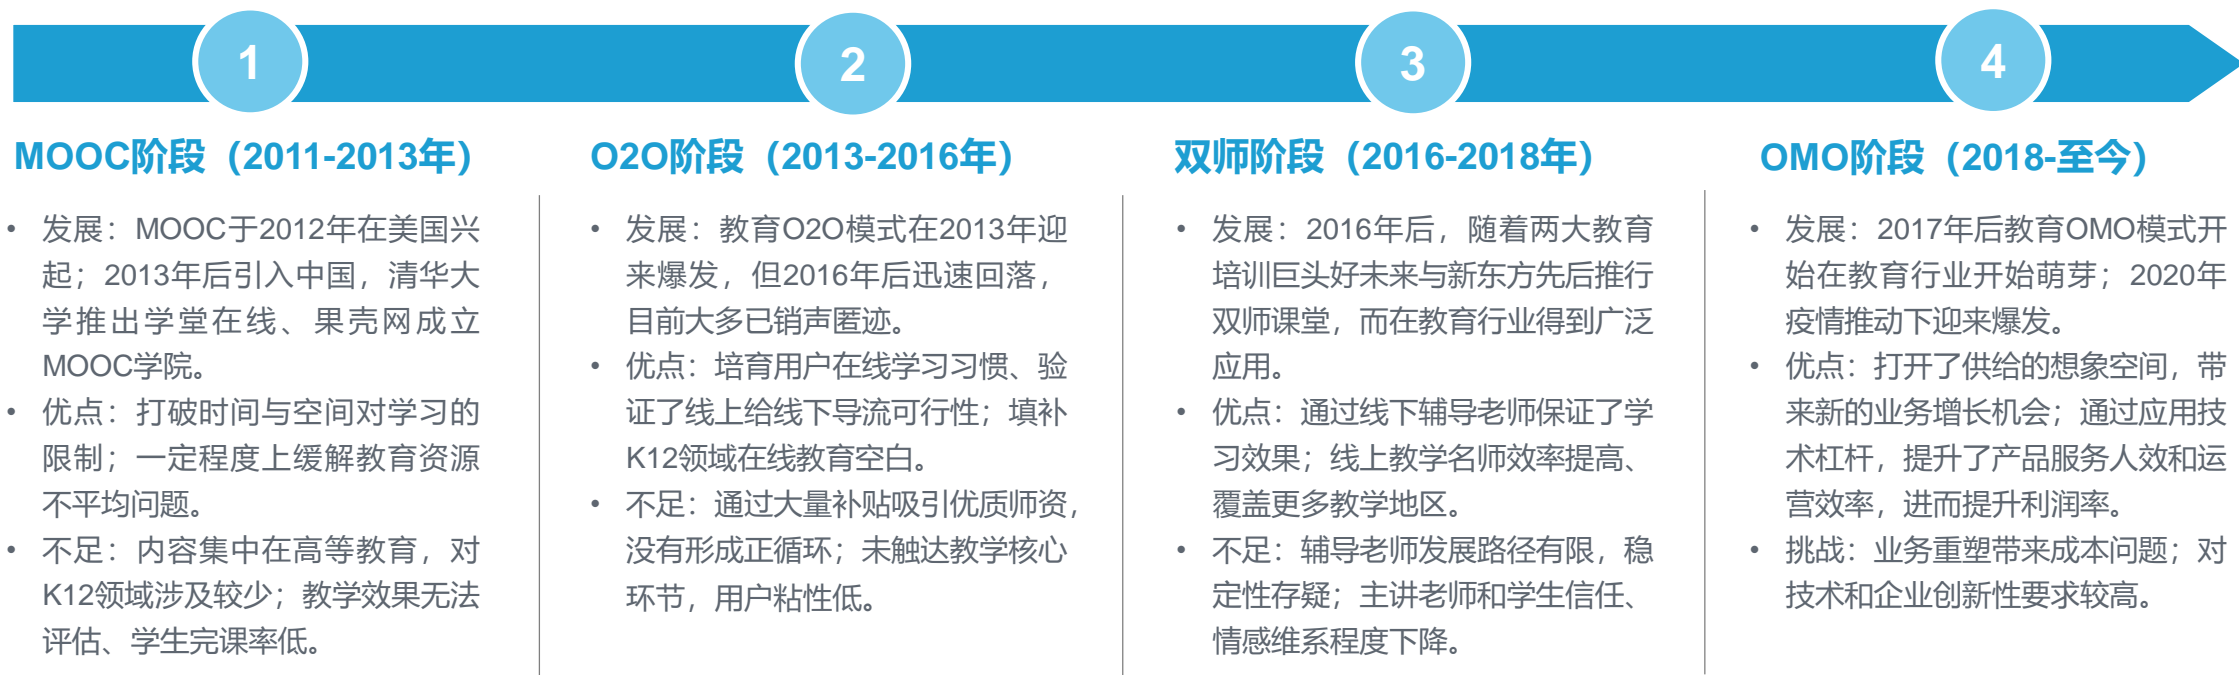 1
2
3
4
MOOC阶段（2011-2013年）
• 发展：MOOC于2012年在美国兴
起；2013年后引入中国，清华大
学推出学堂在线、果壳网成立
MOOC学院。
• 优点：打破时间与空间对学习的
限制；一定程度上缓解教育资源
不平均问题。
• 不足：内容集中在高等教育，对
K12领域涉及较少；教学效果无法
评估、学生完课率低。
O2O阶段（2013-2016年）
• 发展：教育O2O模式在2013年迎
来爆发，但2016年后迅速回落，
目前大多已销声匿迹。
• 优点：培育用户在线学习习惯、验
证了线上给线下导流可行性；填补
K12领域在线教育空白。
• 不足：通过大量补贴吸引优质师资，
没有形成正循环；未触达教学核心
环节，用户粘性低。
双师阶段（2016-2018年）
• 发展：2016年后，随着两大教育
培训巨头好未来与新东方先后推行
双师课堂，而在教育行业得到广泛
应用。
• 优点：通过线下辅导老师保证了学
习效果；线上教学名师效率提高、
覆盖更多教学地区。
• 不足：辅导老师发展路径有限，稳
定性存疑；主讲老师和学生信任、
情感维系程度下降。
OMO阶段（2018-至今）
• 发展：2017年后教育OMO模式开
始在教育行业开始萌芽；2020年
疫情推动下迎来爆发。
• 优点：打开了供给的想象空间，带
来新的业务增长机会；通过应用技
术杠杆，提升了产品服务人效和运
营效率，进而提升利润率。
• 挑战：业务重塑带来成本问题；对
技术和企业创新性要求较高。